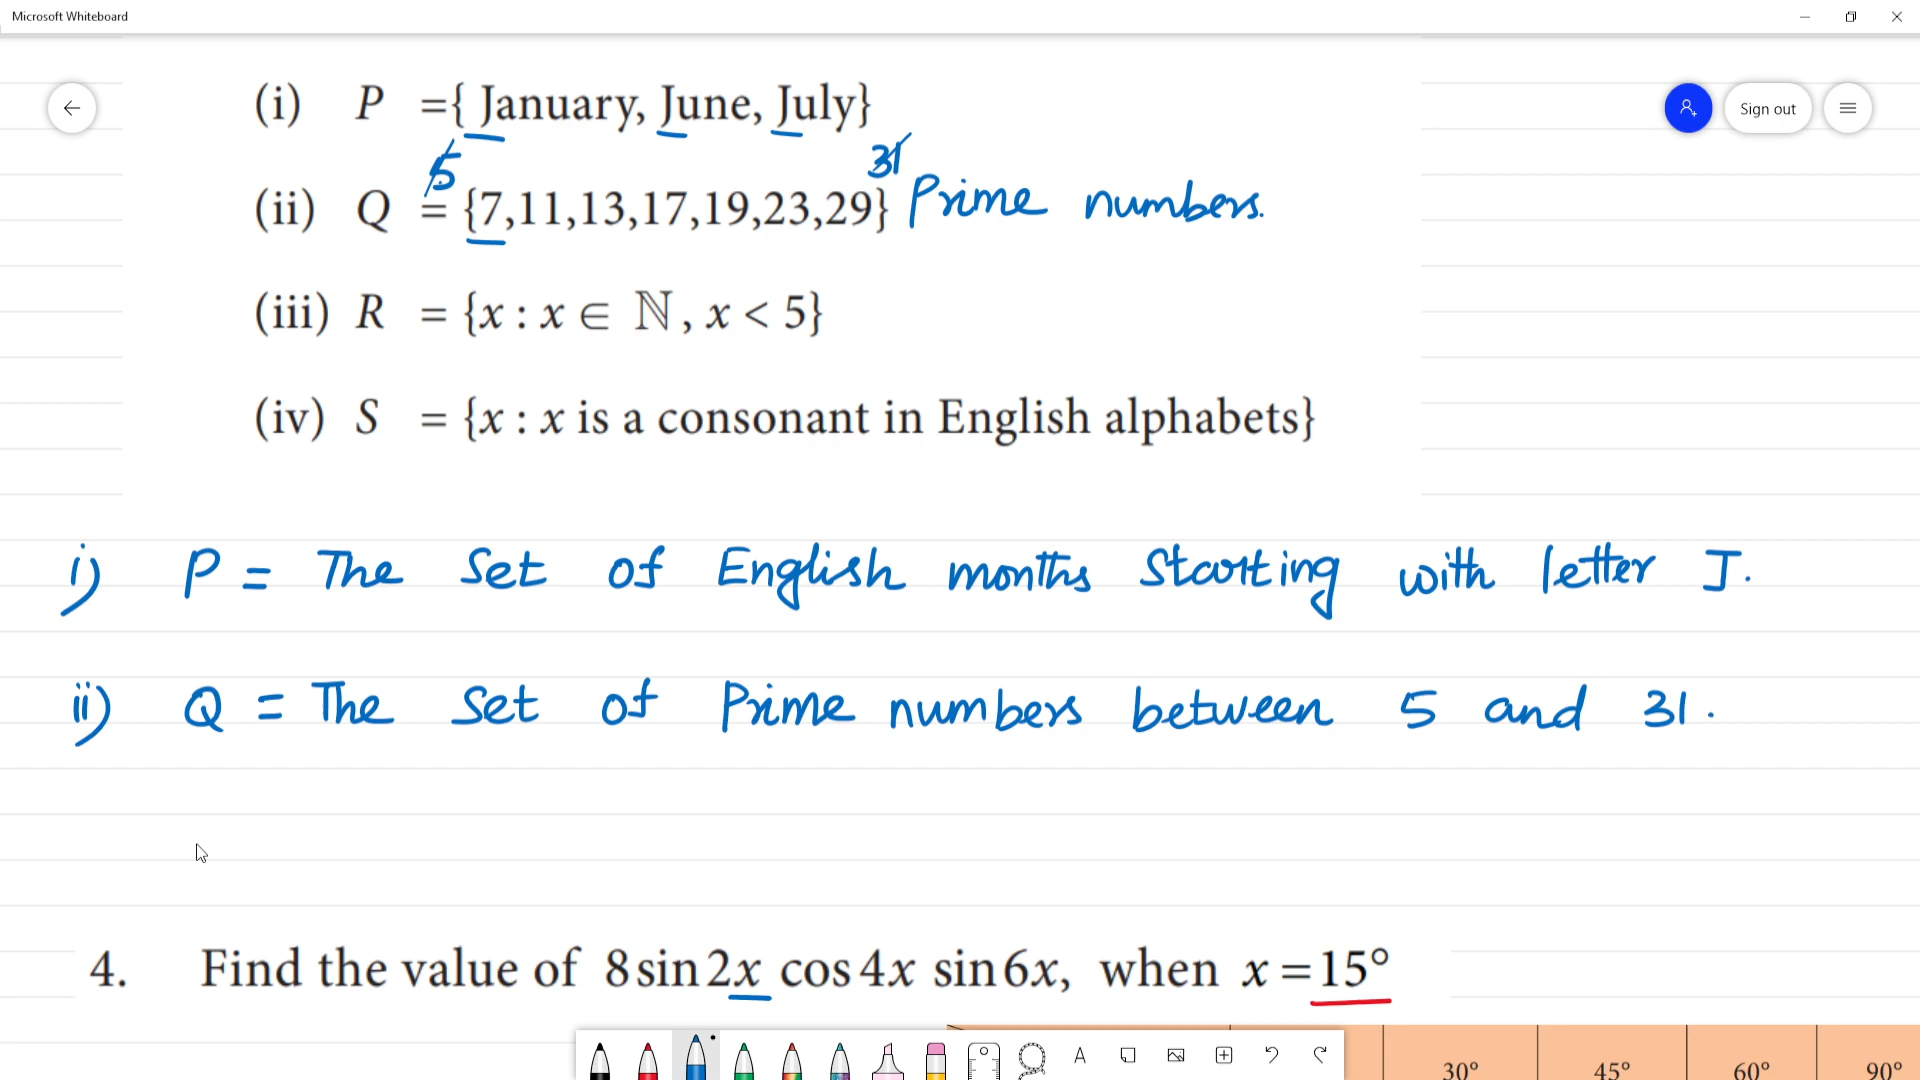 Microsoft Whiteboard
Sign out
(i) P ={ January, June, July}
5 31
(ii) Q = {7,11,13,17,19,23,29} Prime numbers.
(iii) R = {x : x ∈ ℕ, x < 5}
(iv) S = {x : x is a consonant in English alphabets}
i) P = The Set of English months Starting with letter J.
ii) Q = The Set of Prime numbers between 5 and 31.
4. Find the value of 8 sin 2x cos 4x sin 6x, when x = 15°
A
30° 45° 60° 90°